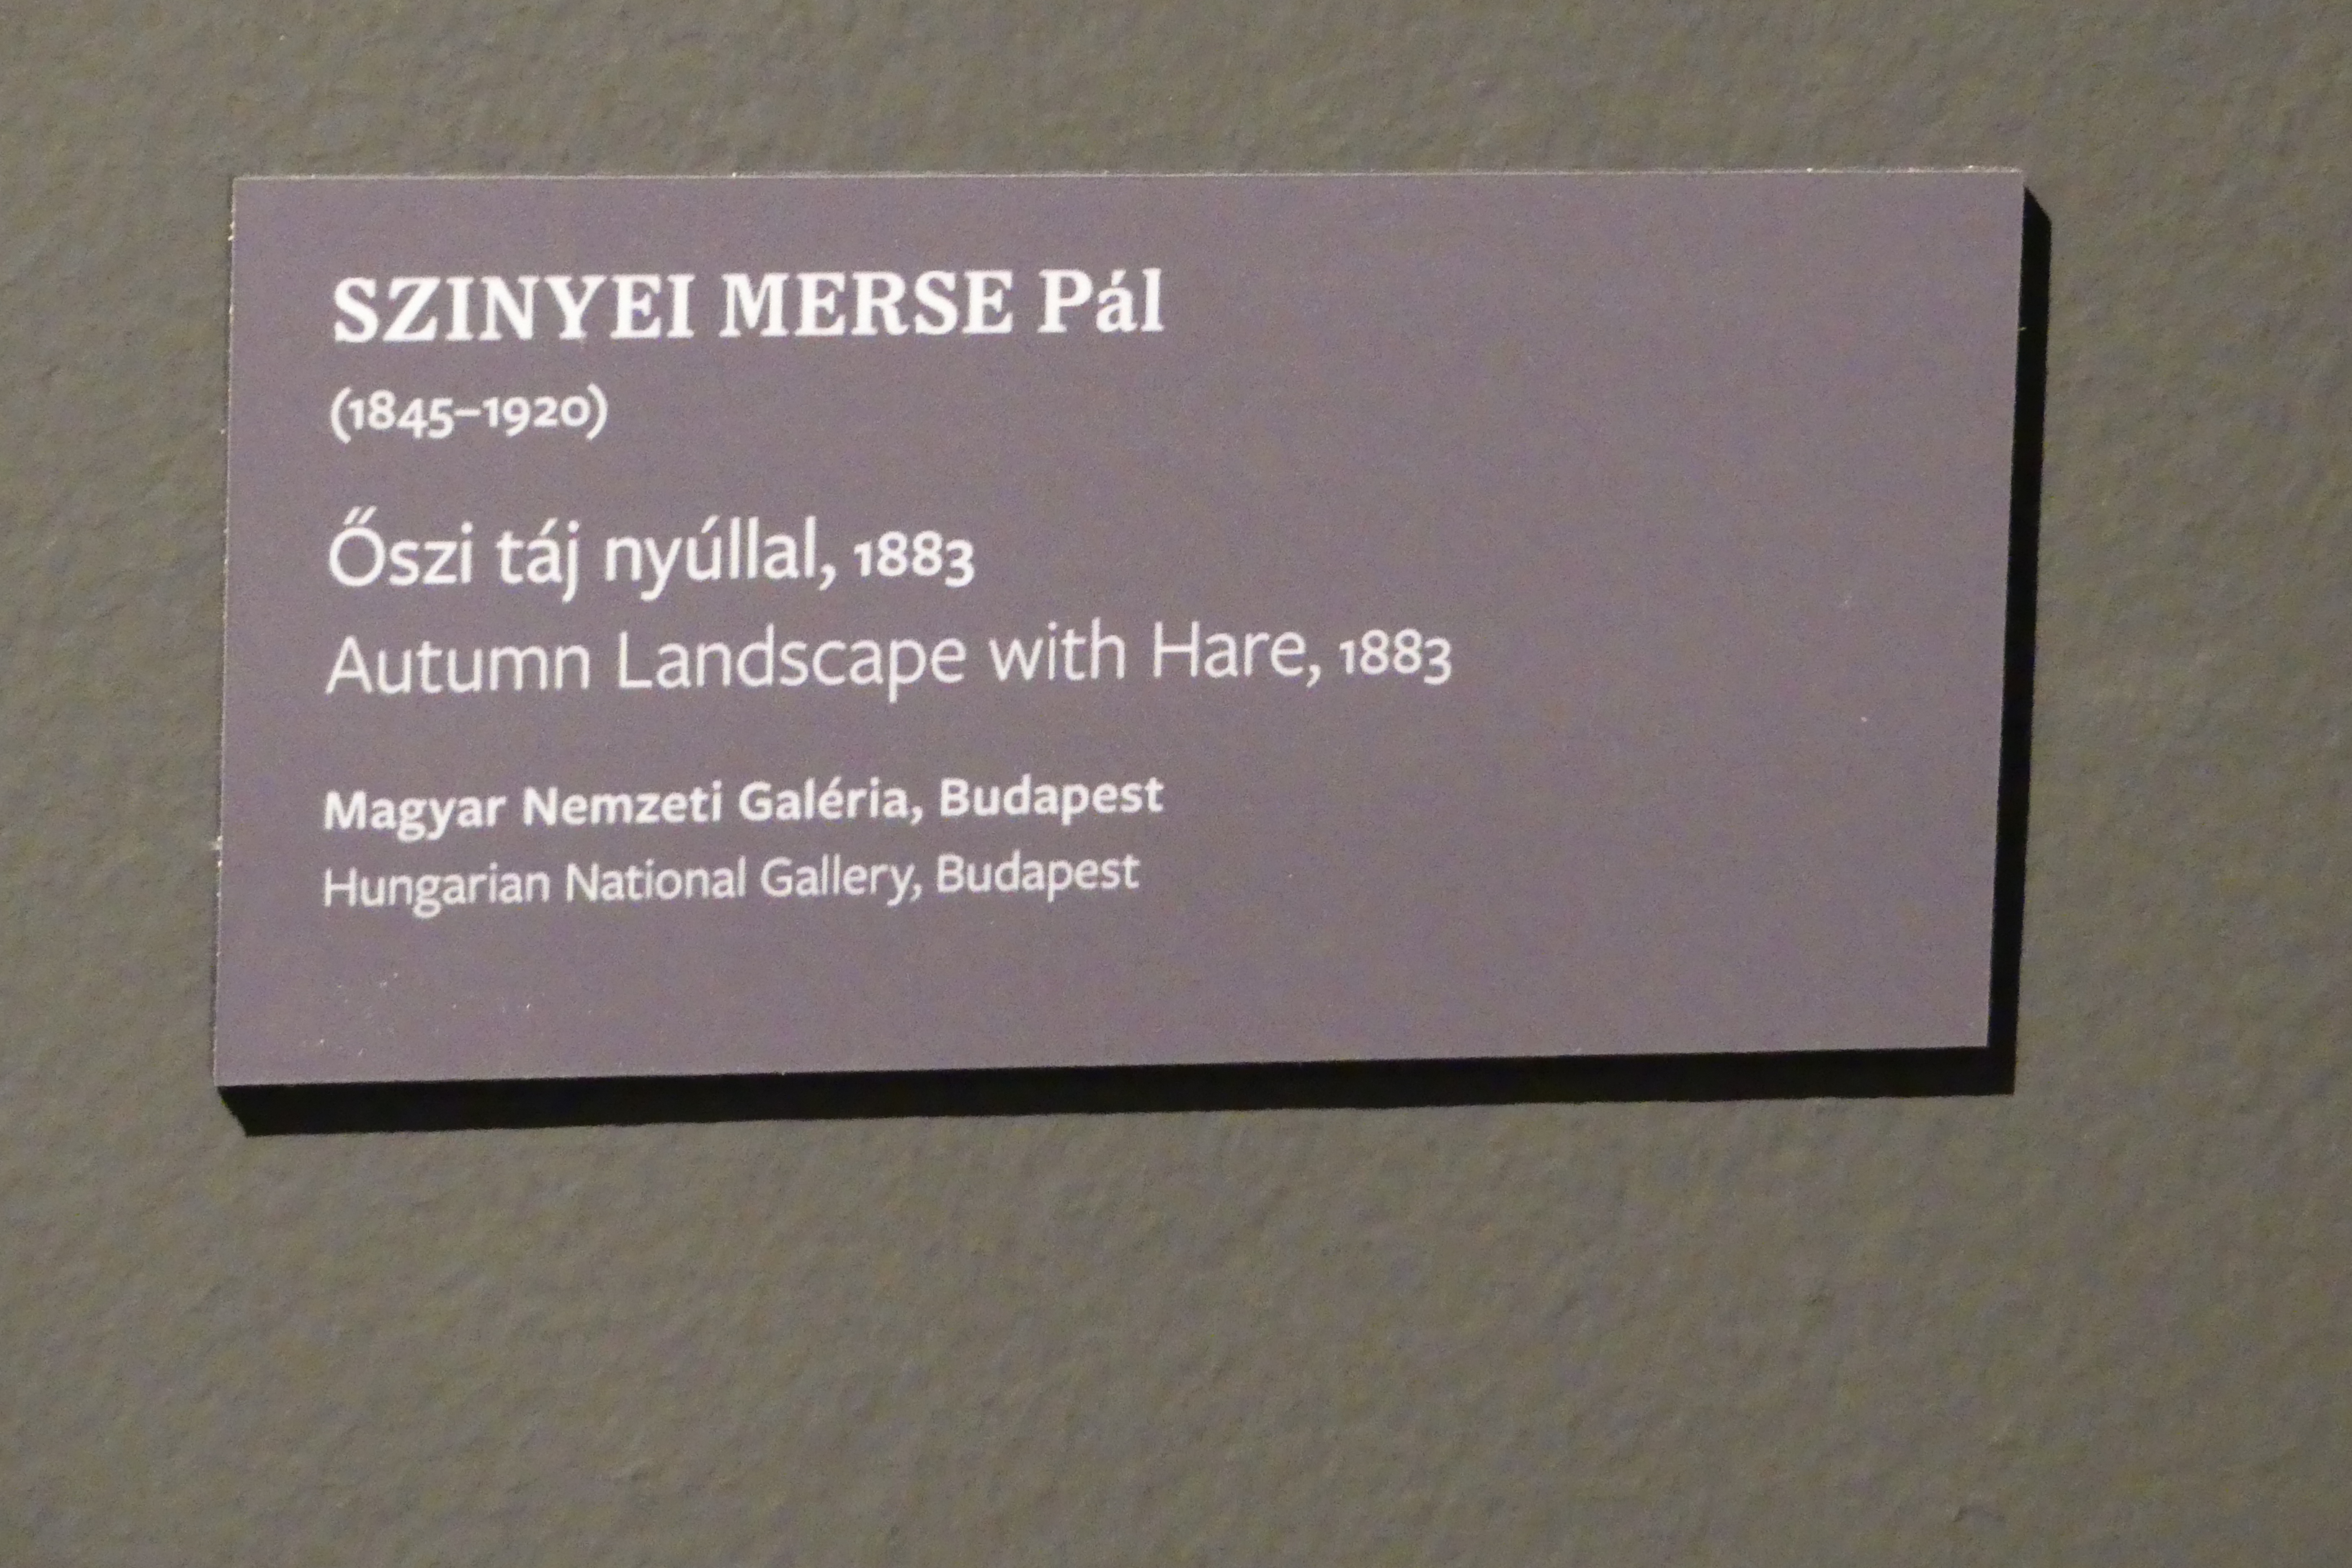 SZINYEI MERSE Pál
(1845–1920)
Őszi táj nyúllal, 1883
Autumn Landscape with Hare, 1883
Magyar Nemzeti Galéria, Budapest
Hungarian National Gallery, Budapest